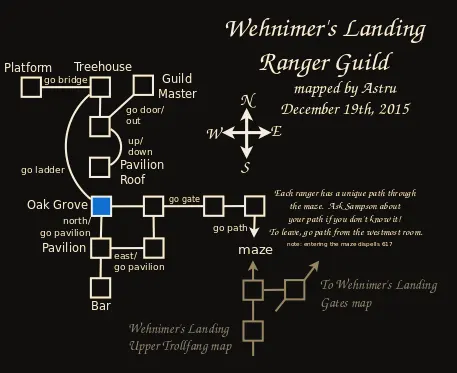 Wehnimer's Landing
Ranger Guild
mapped by Astru
December 19th, 2015
Platform
Treehouse
go bridge
Guild
Master
go door/
out
up/
down
Pavilion
Roof
go ladder
N
W
E
S
Oak Grove
go gate
north/
go pavilion
Pavilion
east/
go pavilion
Bar
go path
maze
Each ranger has a unique path through
the maze. Ask Sampson about
your path if you don't know it!
To leave, go path from the westmost room.
note: entering the maze dispells 617
To Wehnimer's Landing
Gates map
Wehnimer's Landing
Upper Trollfang map